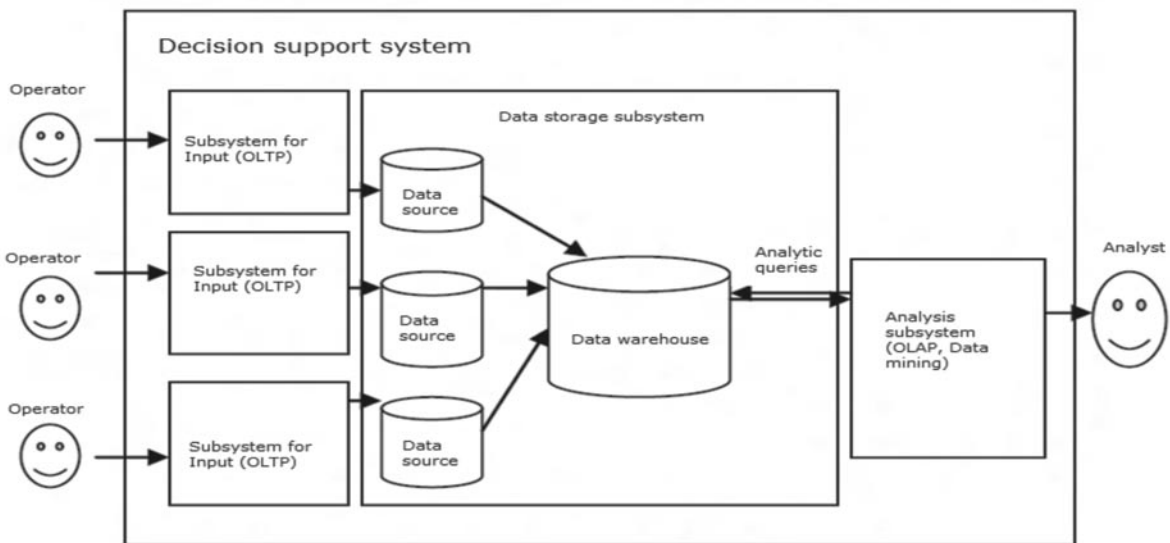 Decision support system
Operator
Subsystem for
Input (OLTP)
Data storage subsystem
Data
source
Operator
Subsystem for
Input (OLTP)
Data
source
Data warehouse
Analytic
queries
Analysis
subsystem
(OLAP, Data
mining)
Analyst
Operator
Subsystem for
Input (OLTP)
Data
source